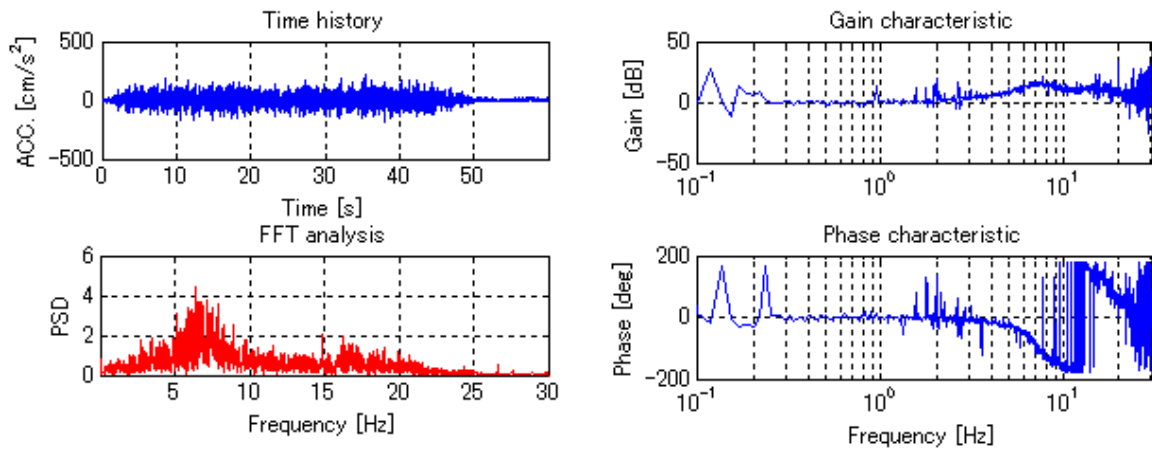 Time history
500
0
-500
ACC. [cm/s²]
0 10 20 30 40 50
Time [s]
Gain characteristic
50
0
-50
Gain [dB]
10⁻¹ 10⁰ 10¹
FFT analysis
6
4
2
0
PSD
5 10 15 20 25 30
Frequency [Hz]
Phase characteristic
200
0
-200
Phase [deg]
10⁻¹ 10⁰ 10¹
Frequency [Hz]